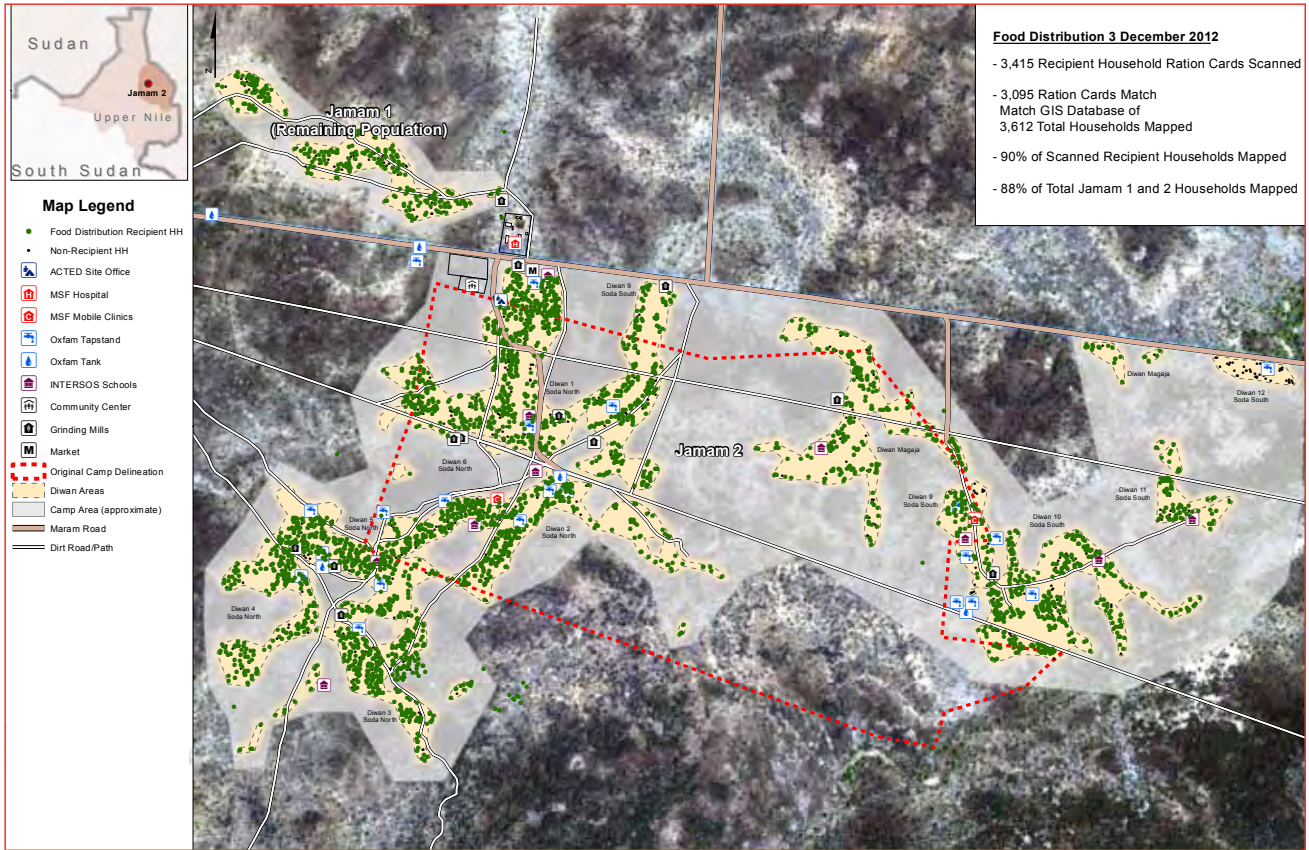 Sudan
Jamam 2
Upper Nile
South Sudan
Map Legend
Food Distribution Recipient HH
Non-Recipient HH
ACTED Site Office
MSF Hospital
MSF Mobile Clinics
Oxfam Tapstand
Oxfam Tank
INTERSOS Schools
Community Center
Grinding Mills
M Market
Original Camp Delineation
Diwan Areas
Camp Area (approximate)
Maram Road
Dirt Road/Path
N
Food Distribution 3 December 2012
- 3,415 Recipient Household Ration Cards Scanned
- 3,095 Ration Cards Match
Match GIS Database of
3,612 Total Households Mapped
- 90% of Scanned Recipient Households Mapped
- 88% of Total Jamam 1 and 2 Households Mapped
Jamam 1
(Remaining Population)
M
Diwan 9
Soda South
Diwan Magaja
Diwan 12
Soda South
Diwan 1
Soda North
Jamam 2
Diwan Magaja
Diwan 6
Soda North
Diwan 11
Soda South
Diwan 9
Soda South
Diwan 10
Soda South
Diwan 5
Soda North
Diwan 2
Soda North
Diwan 4
Soda North
Diwan 3
Soda North